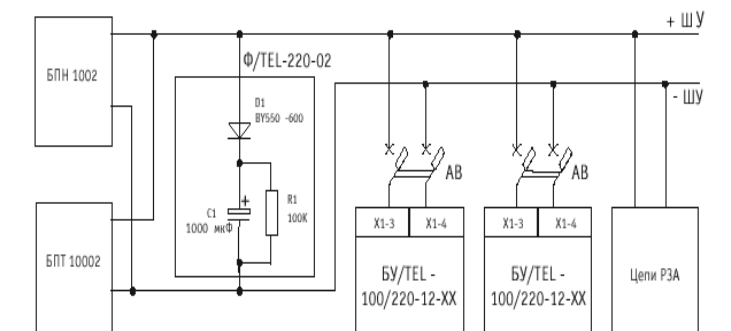 + ШУ
Ф/TEL-220-02
БПН 1002
- ШУ
D1
BY550 -600
АВ
АВ
+
R1
100К
C1
1000 мкФ
X1-3
X1-4
X1-3
X1-4
БПТ 10002
БУ/TEL -
100/220-12-XX
БУ/TEL -
100/220-12-XX
Цепи РЗА